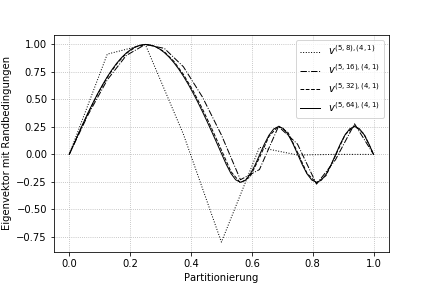 Eigenvektor mit Randbedingungen
1.00
0.75
0.50
0.25
0.00
−0.25
−0.50
−0.75
v^(5,8),(4,1)
v^(5,16),(4,1)
v^(5,32),(4,1)
v^(5,64),(4,1)
0.0 0.2 0.4 0.6 0.8 1.0
Partitionierung